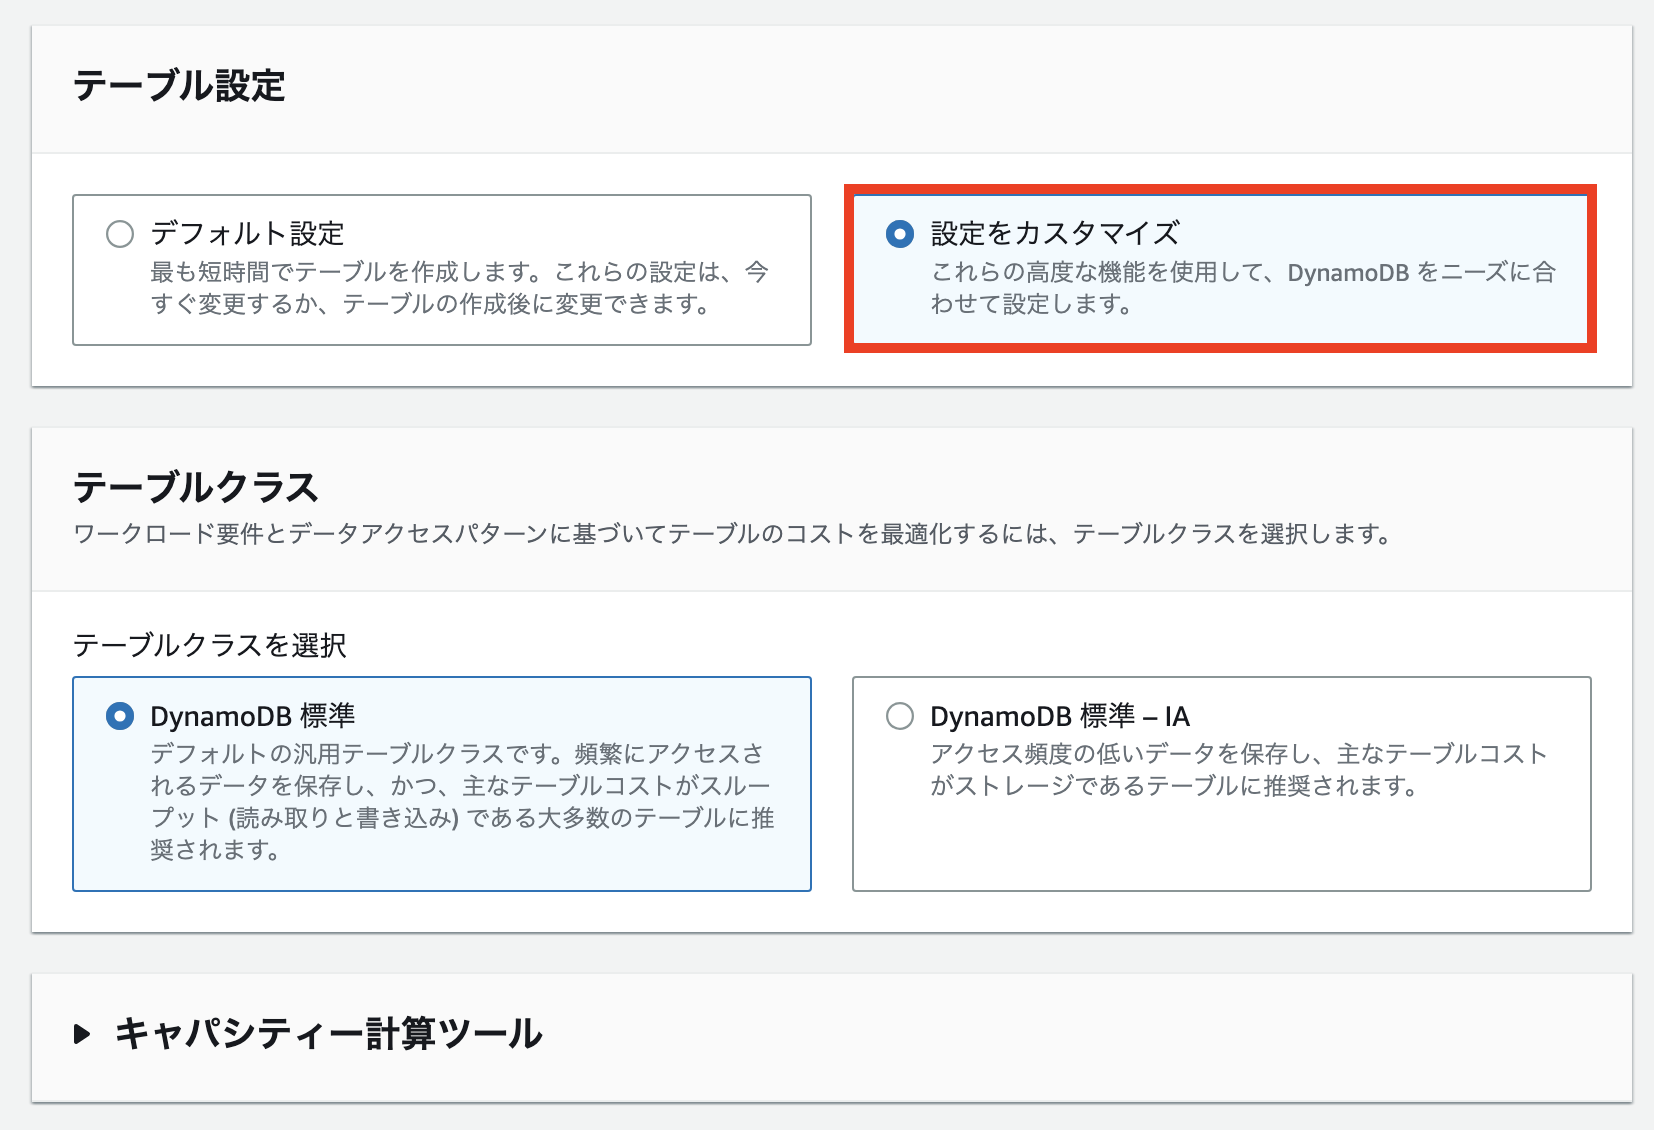 テーブル設定
デフォルト設定
最も短時間でテーブルを作成します。これらの設定は、今
すぐ変更するか、テーブルの作成後に変更できます。
設定をカスタマイズ
これらの高度な機能を使用して、DynamoDB をニーズに合
わせて設定します。
テーブルクラス
ワークロード要件とデータアクセスパターンに基づいてテーブルのコストを最適化するには、テーブルクラスを選択します。
テーブルクラスを選択
DynamoDB 標準
デフォルトの汎用テーブルクラスです。頻繁にアクセスさ
れるデータを保存し、かつ、主なテーブルコストがスルー
プット (読み取りと書き込み) である大多数のテーブルに推
奨されます。
DynamoDB 標準 – IA
アクセス頻度の低いデータを保存し、主なテーブルコスト
がストレージであるテーブルに推奨されます。
キャパシティー計算ツール